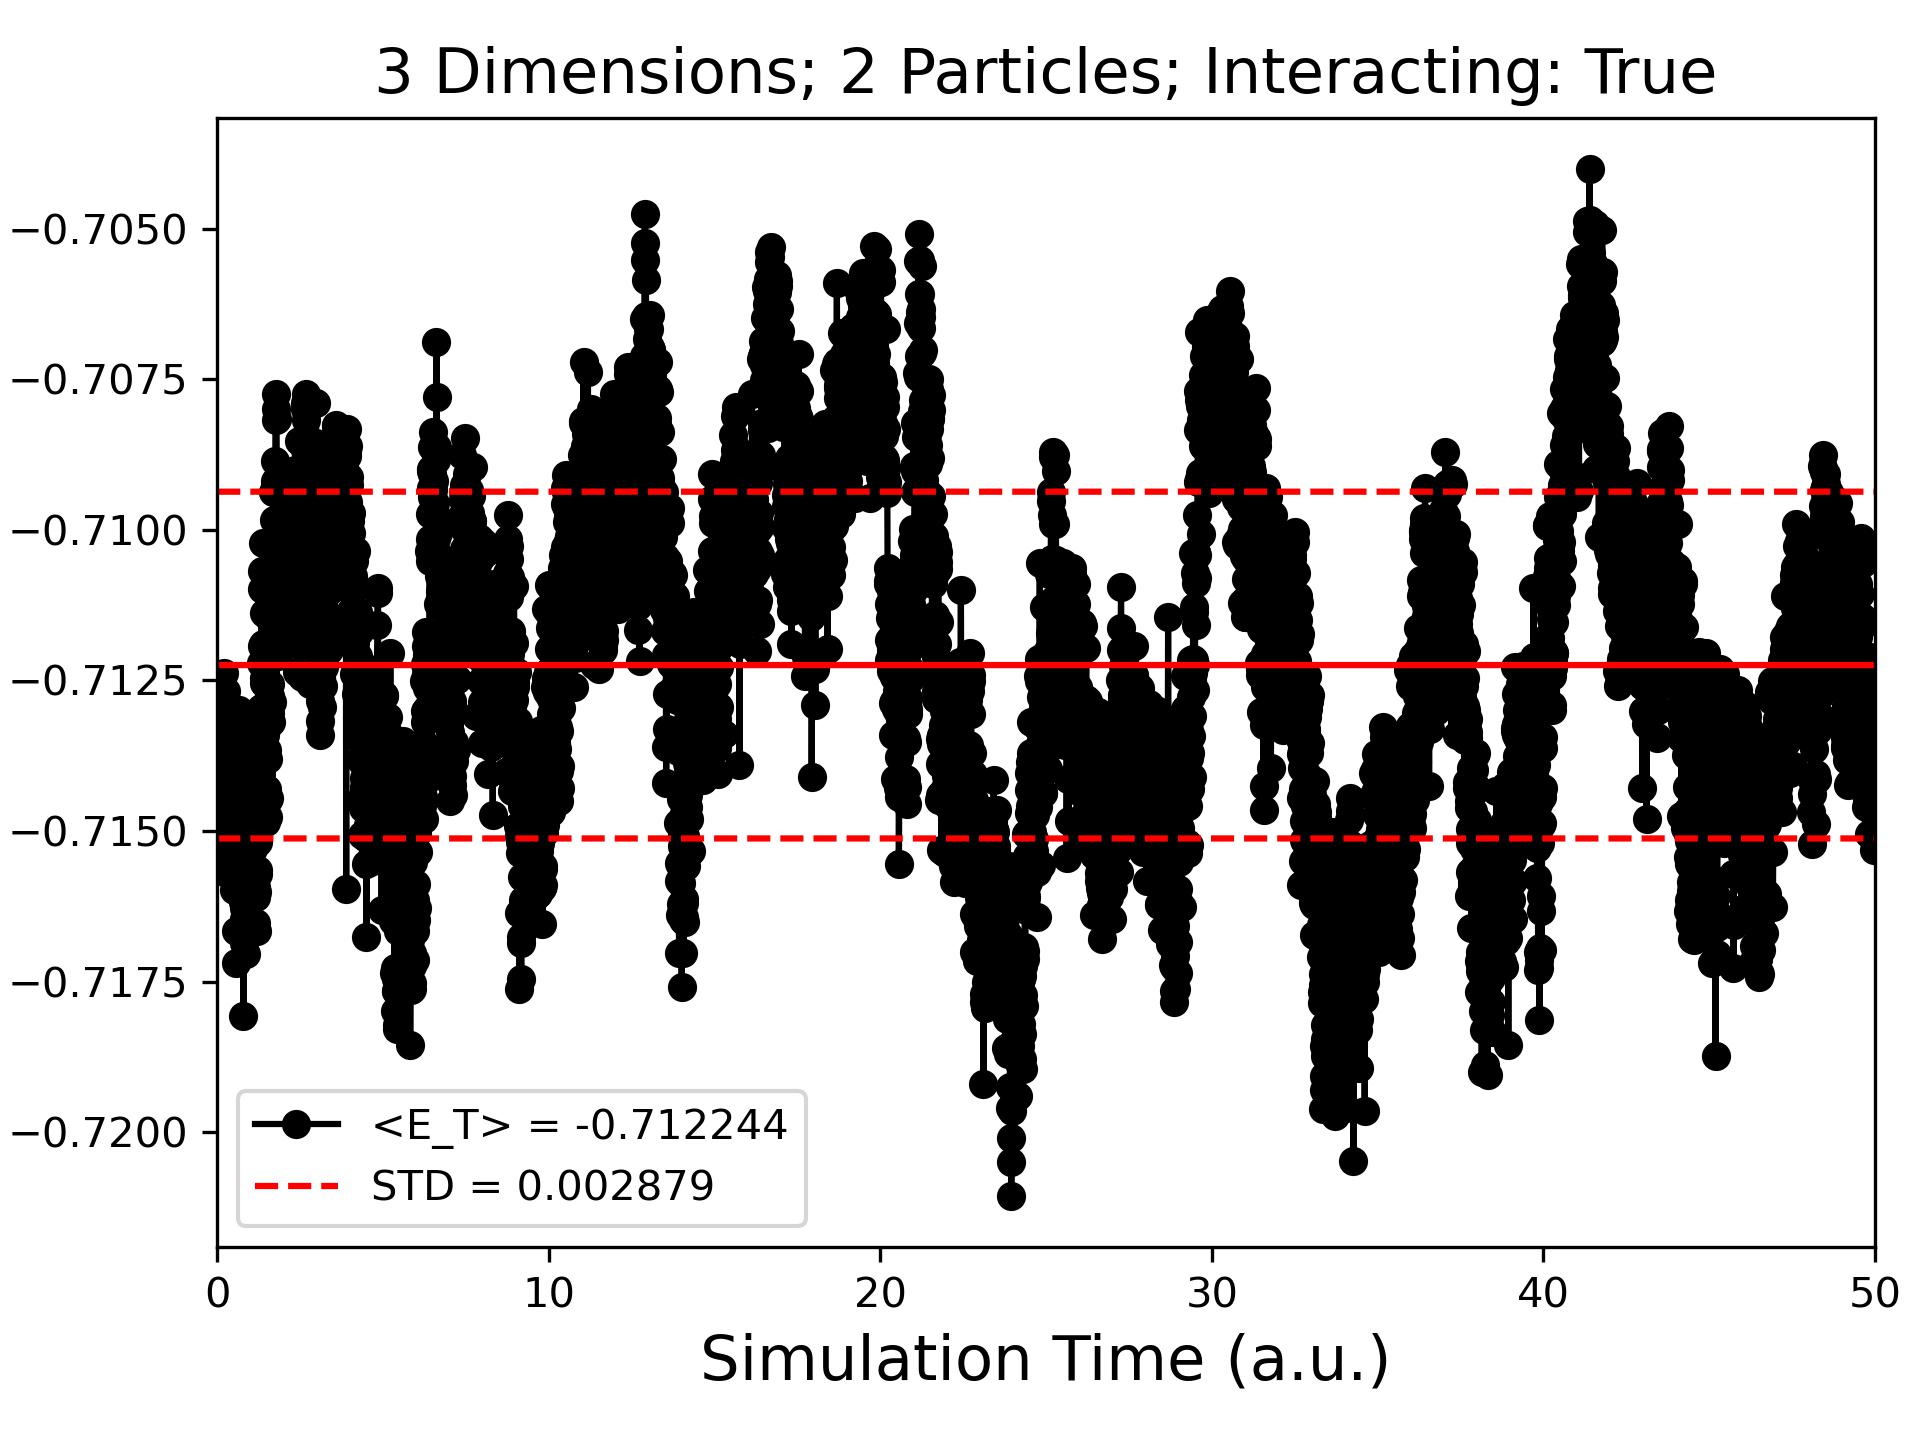 3 Dimensions; 2 Particles; Interacting: True
−0.7050
−0.7075
−0.7100
−0.7125
−0.7150
−0.7175
−0.7200
<E_T> = -0.712244
STD = 0.002879
0 10 20 30 40 50
Simulation Time (a.u.)